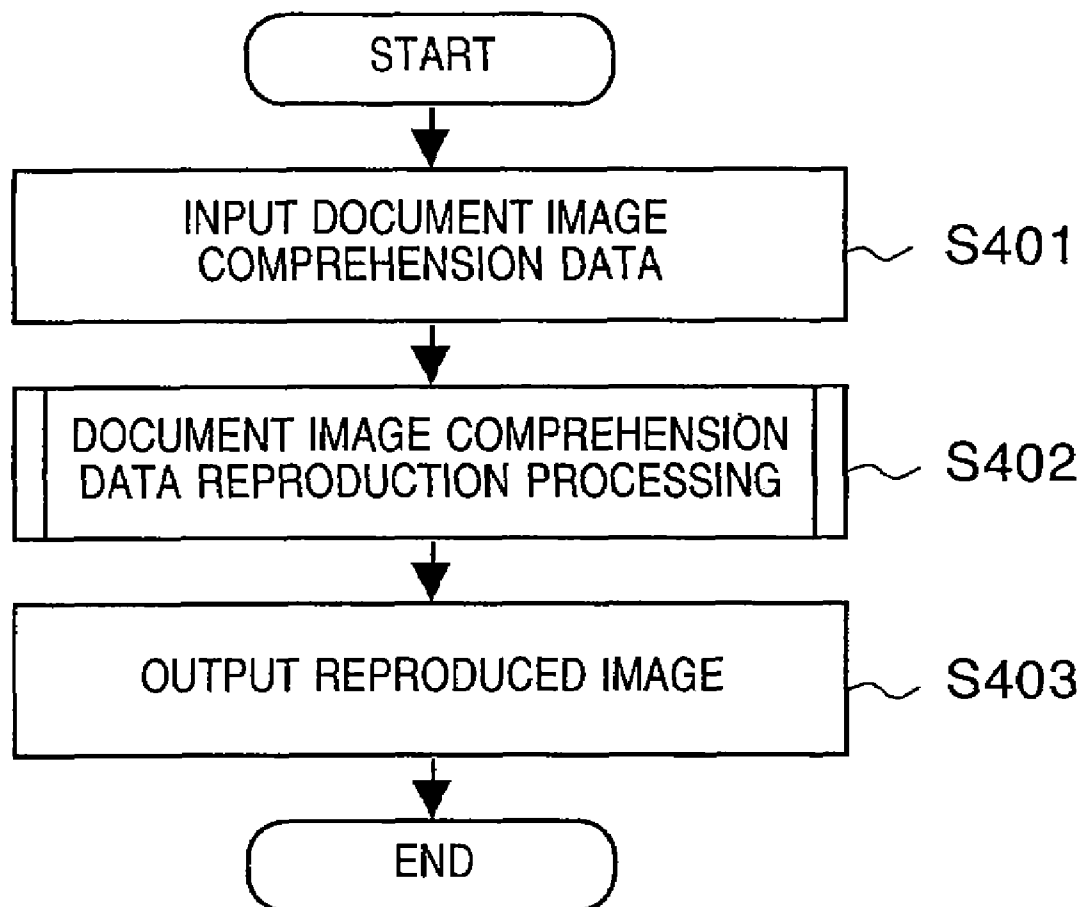 START
INPUT DOCUMENT IMAGE
COMPREHENSION DATA
S401
DOCUMENT IMAGE COMPREHENSION
DATA REPRODUCTION PROCESSING
S402
OUTPUT REPRODUCED IMAGE
S403
END